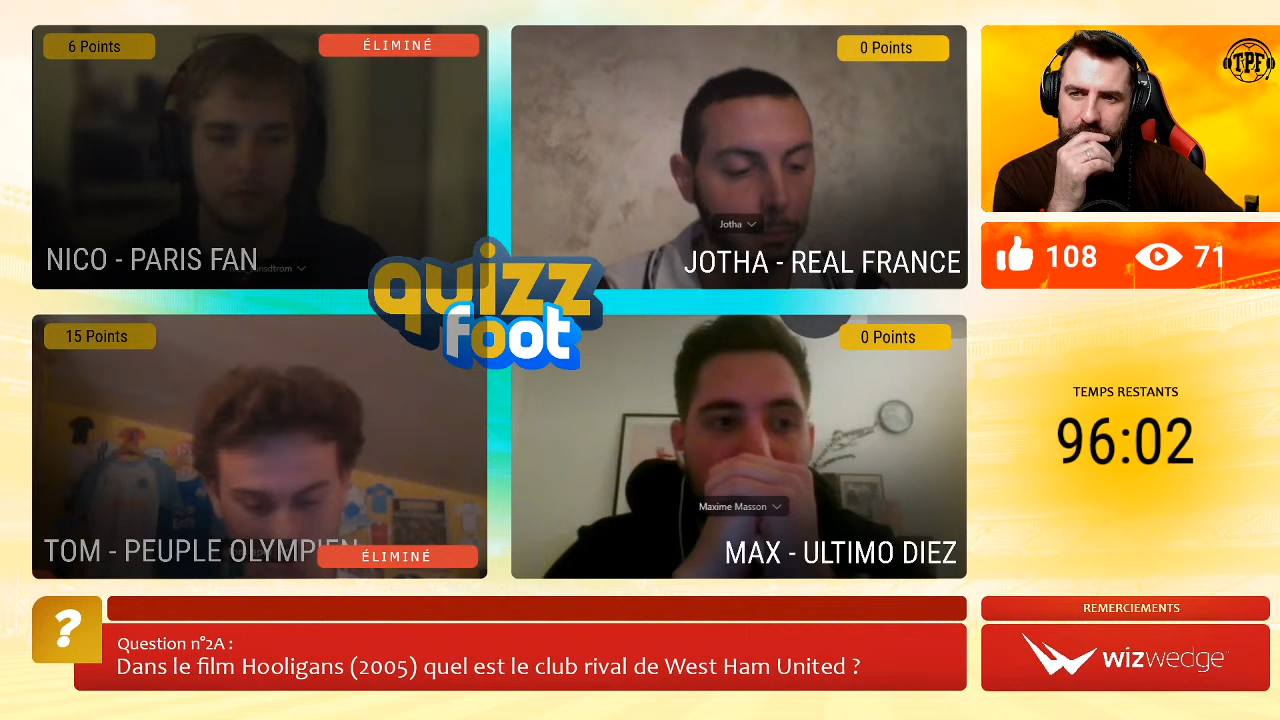 6 Points
ÉLIMINÉ
0 Points
TPF
Jotha
NICO - PARIS FAN
JOTHA - REAL FRANCE
108
71
quizz
foot
15 Points
0 Points
TEMPS RESTANTS
96:02
Maxime Masson
TOM - PEUPLE OLYMPIEN
ÉLIMINÉ
MAX - ULTIMO DIEZ
?
REMERCIEMENTS
Question n°2A :
Dans le film Hooligans (2005) quel est le club rival de West Ham United ?
wizwedge